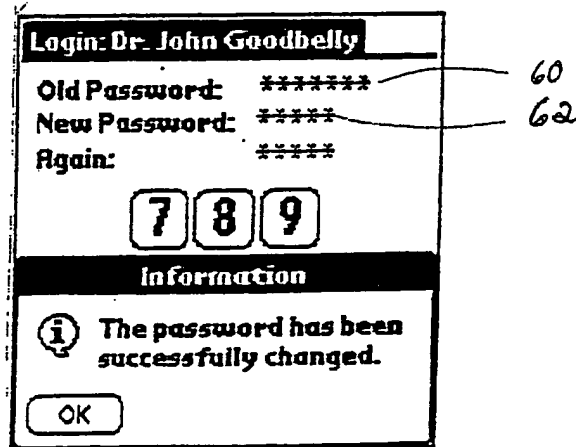 Login: Dr. John Goodbelly
Old Password: ******* 60
New Password: ***** 62
Again: *****
7 8 9
Information
i The password has been
successfully changed.
OK